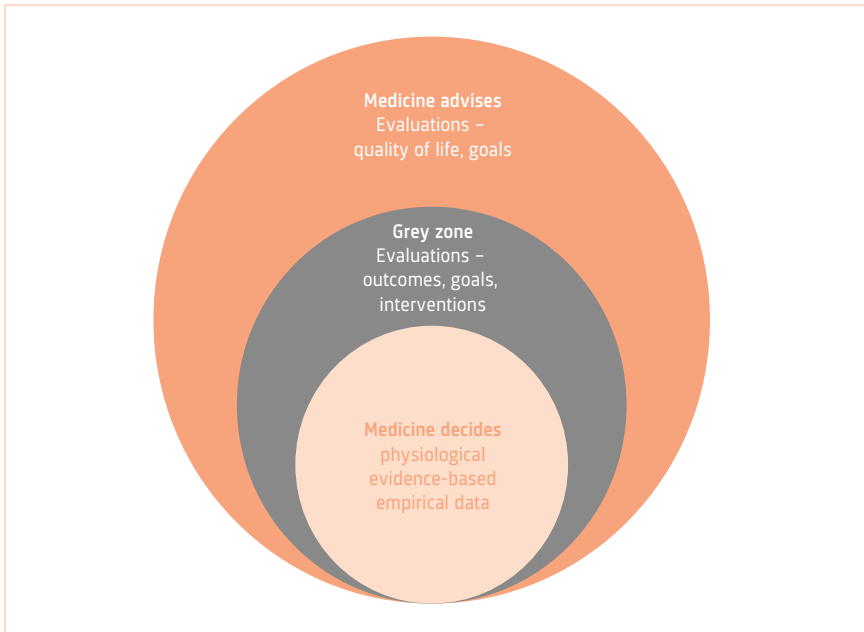 Medicine advises
Evaluations –
quality of life, goals
Grey zone
Evaluations –
outcomes, goals,
interventions
Medicine decides
physiological
evidence-based
empirical data